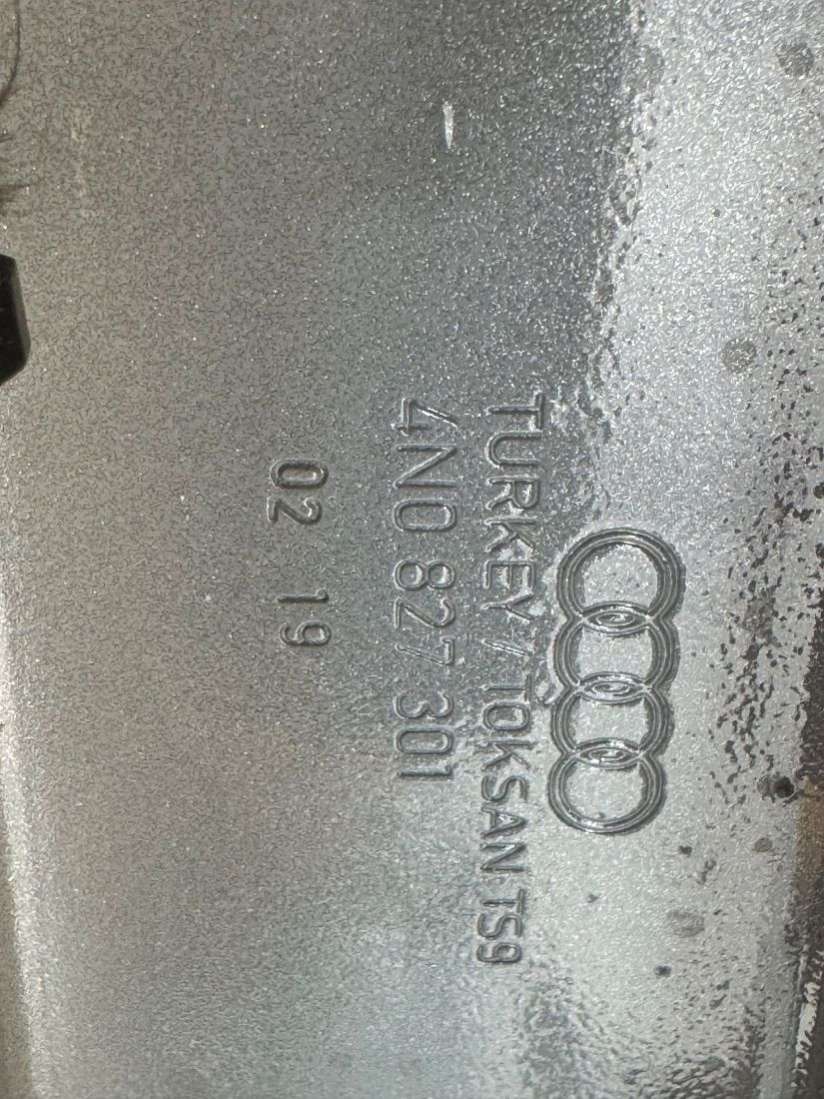 TURKEY / TOKSAN TS9
4N0 827 301
02 19